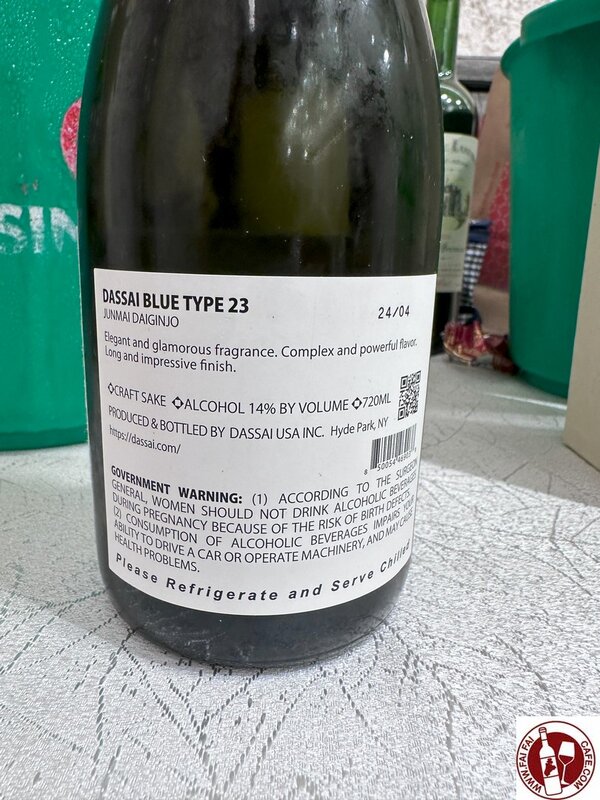 DASSAI BLUE TYPE 23
24/04
JUNMAI DAIGINJO
Elegant and glamorous fragrance. Complex and powerful flavor.
Long and impressive finish.
CRAFT SAKE ALCOHOL 14% BY VOLUME 720ML
PRODUCED & BOTTLED BY DASSAI USA INC. Hyde Park, NY
https://dassai.com/
GOVERNMENT WARNING: (1) ACCORDING TO THE SURGEON
GENERAL, WOMEN SHOULD NOT DRINK ALCOHOLIC BEVERAGES
DURING PREGNANCY BECAUSE OF THE RISK OF BIRTH DEFECTS.
(2) CONSUMPTION OF ALCOHOLIC BEVERAGES IMPAIRS YOUR
ABILITY TO DRIVE A CAR OR OPERATE MACHINERY, AND MAY CAUSE
HEALTH PROBLEMS.
Please Refrigerate and Serve Chilled
SIN
WWW.FAI FAI CAFE.COM